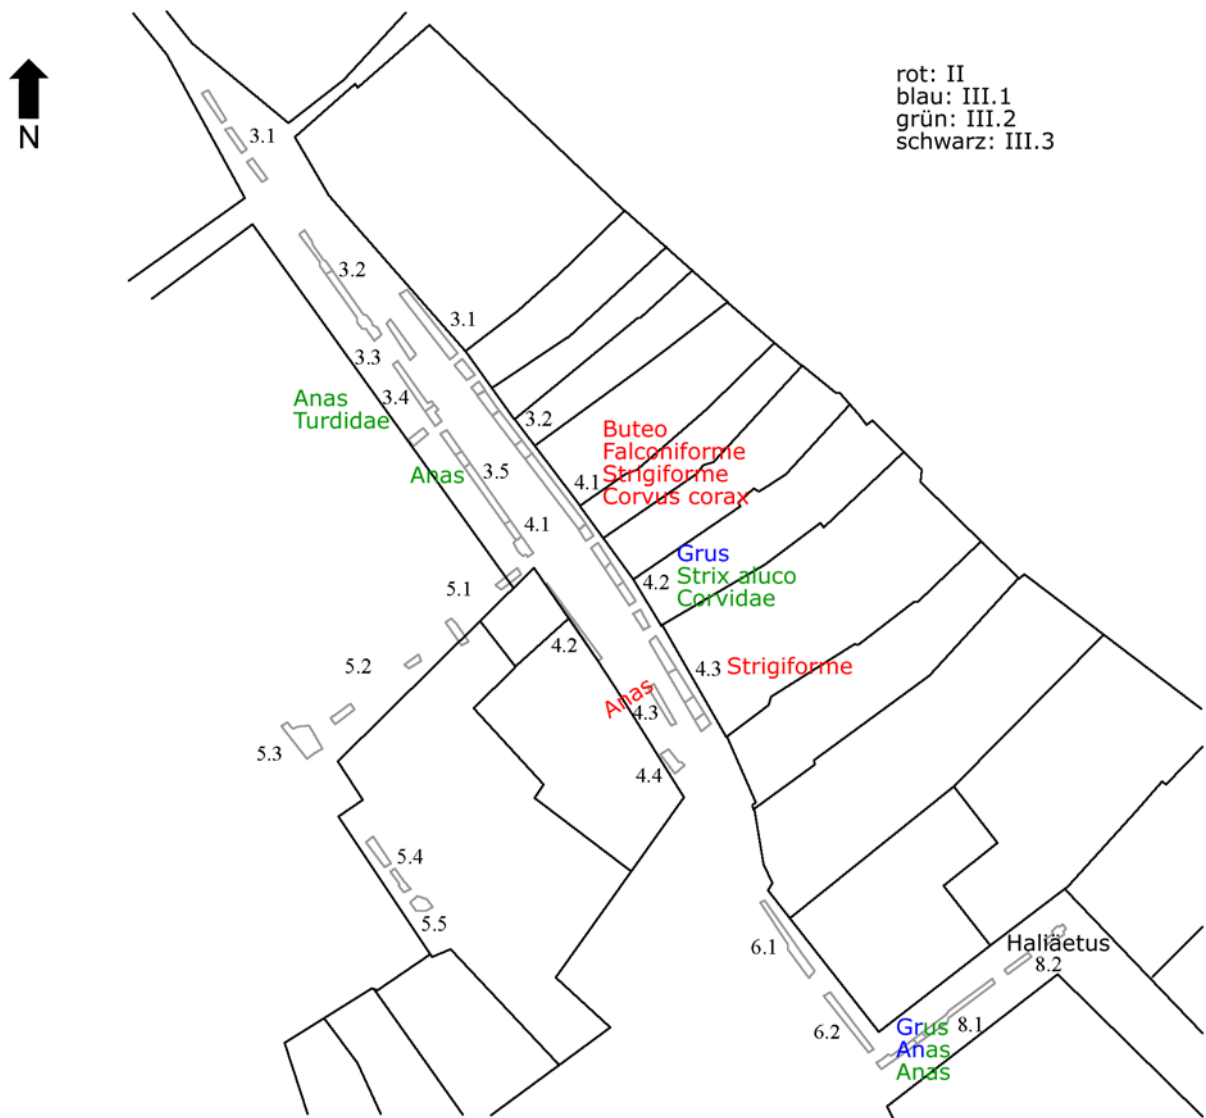 rot: II
blau: III.1
grün: III.2
schwarz: III.3
N
3.1
3.2
3.1
3.3
3.4
Anas
Turdidae
3.2
Buteo
Falconiforme
Strigiforme
Corvus corax
4.1
Anas
3.5
4.1
Grus
Strix aluco
Corvidae
4.2
5.1
4.2
5.2
4.3
Strigiforme
Anas
4.3
5.3
4.4
5.4
5.5
6.1
Haliäetus
8.2
6.2
8.1
Grus
Anas
Anas